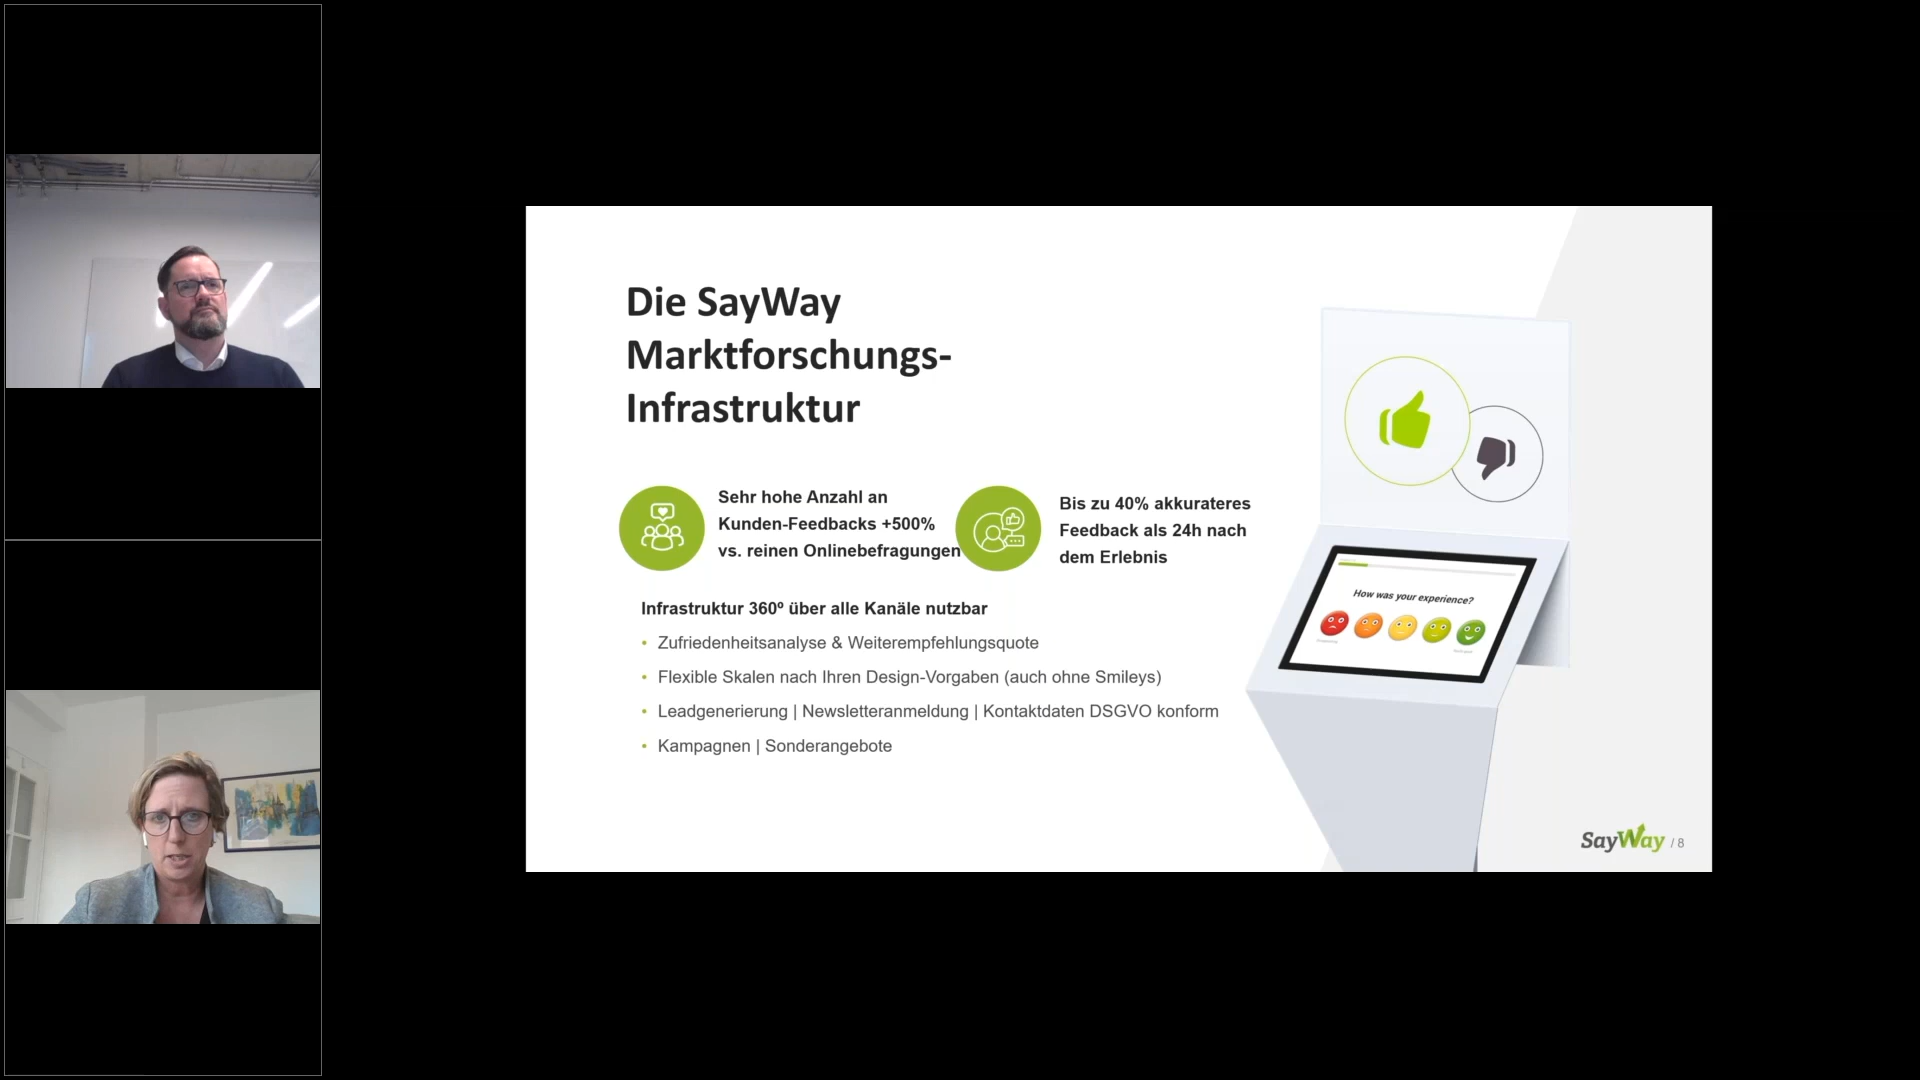 Die SayWay
Marktforschungs-
Infrastruktur
Sehr hohe Anzahl an
Kunden-Feedbacks +500%
vs. reinen Onlinebefragungen
Bis zu 40% akkurateres
Feedback als 24h nach
dem Erlebnis
Infrastruktur 360º über alle Kanäle nutzbar
• Zufriedenheitsanalyse & Weiterempfehlungsquote
• Flexible Skalen nach Ihren Design-Vorgaben (auch ohne Smileys)
• Leadgenerierung | Newsletteranmeldung | Kontaktdaten DSGVO konform
• Kampagnen | Sonderangebote
How was your experience?
SayWay / 8